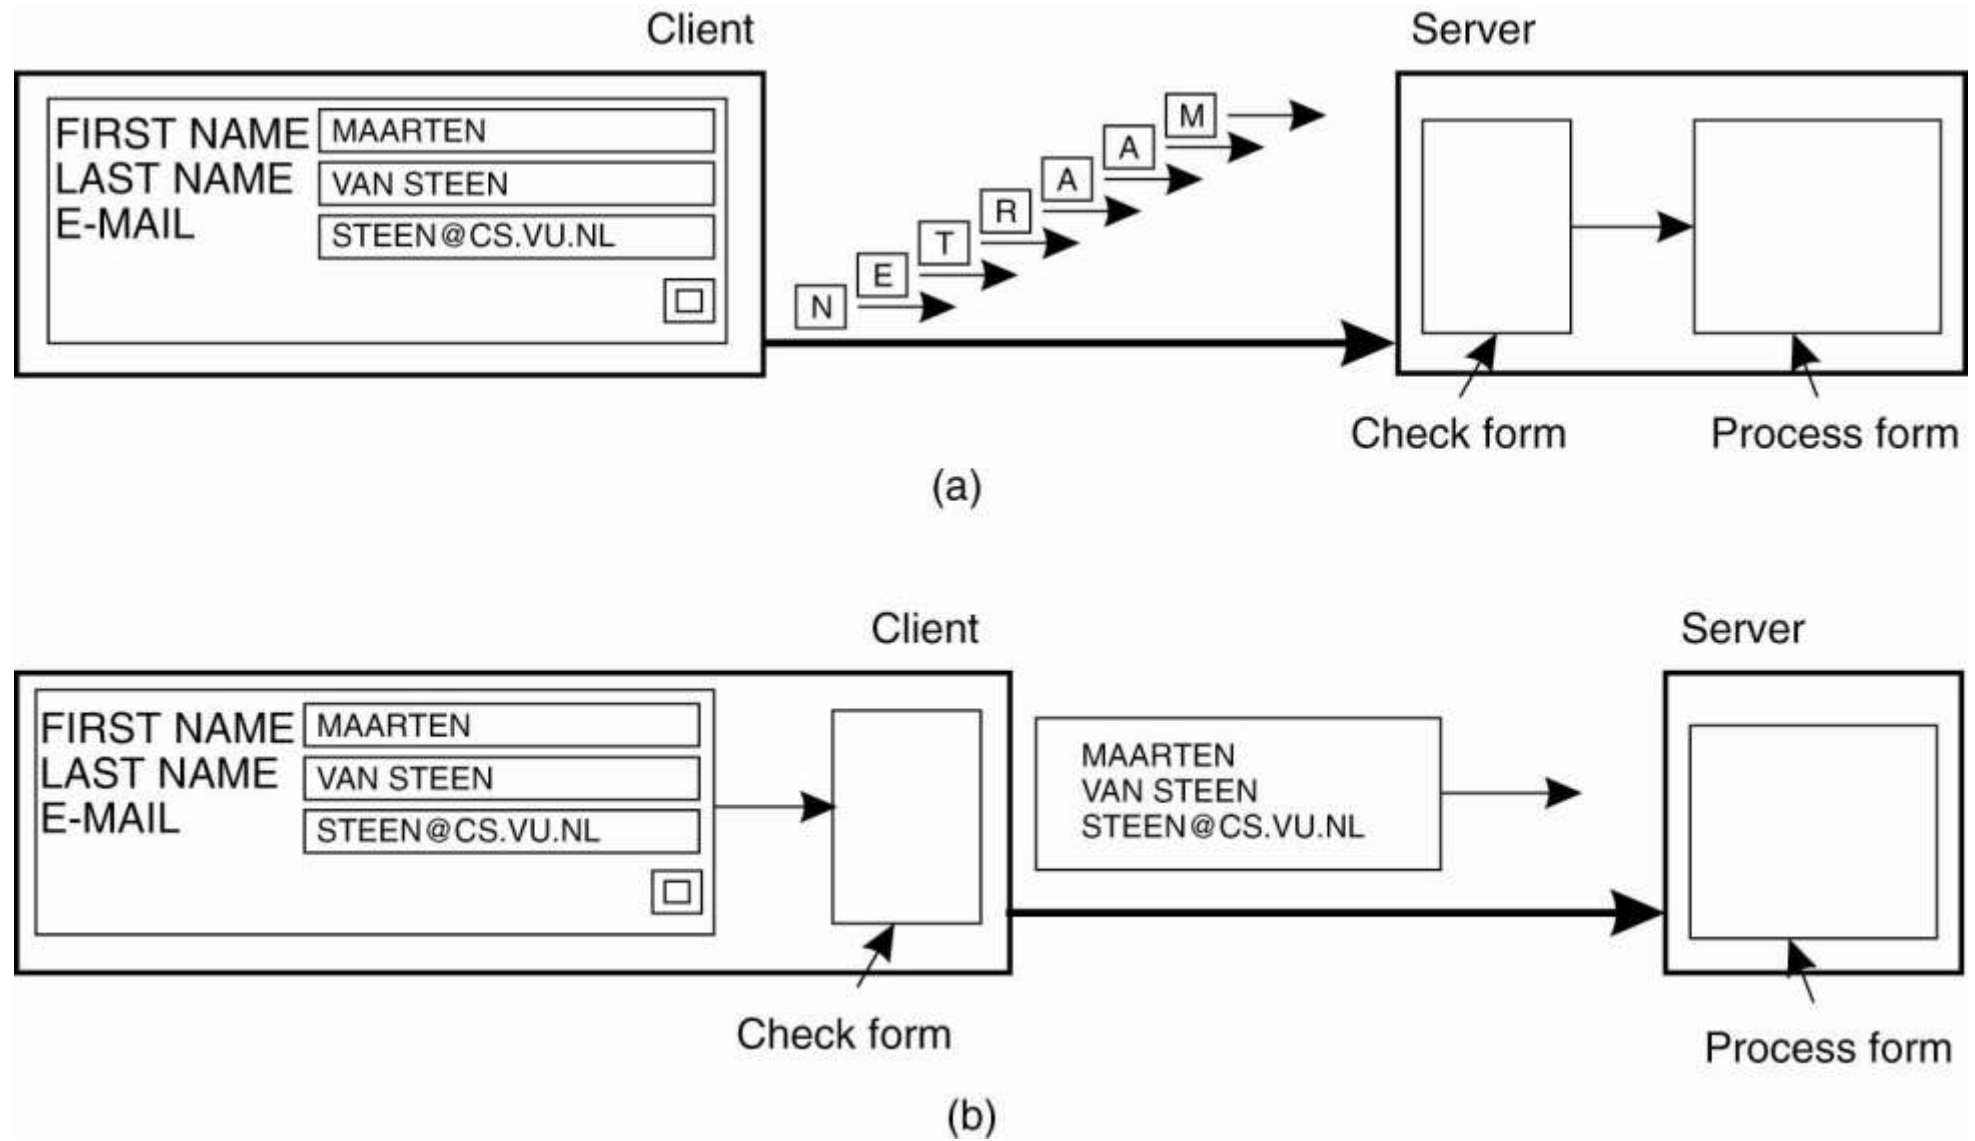 Client
Server
FIRST NAME MAARTEN
LAST NAME VAN STEEN
E-MAIL STEEN@CS.VU.NL
N E T R A A M
Check form
Process form
(a)
Client
Server
FIRST NAME MAARTEN
LAST NAME VAN STEEN
E-MAIL STEEN@CS.VU.NL
MAARTEN
VAN STEEN
STEEN@CS.VU.NL
Check form
Process form
(b)